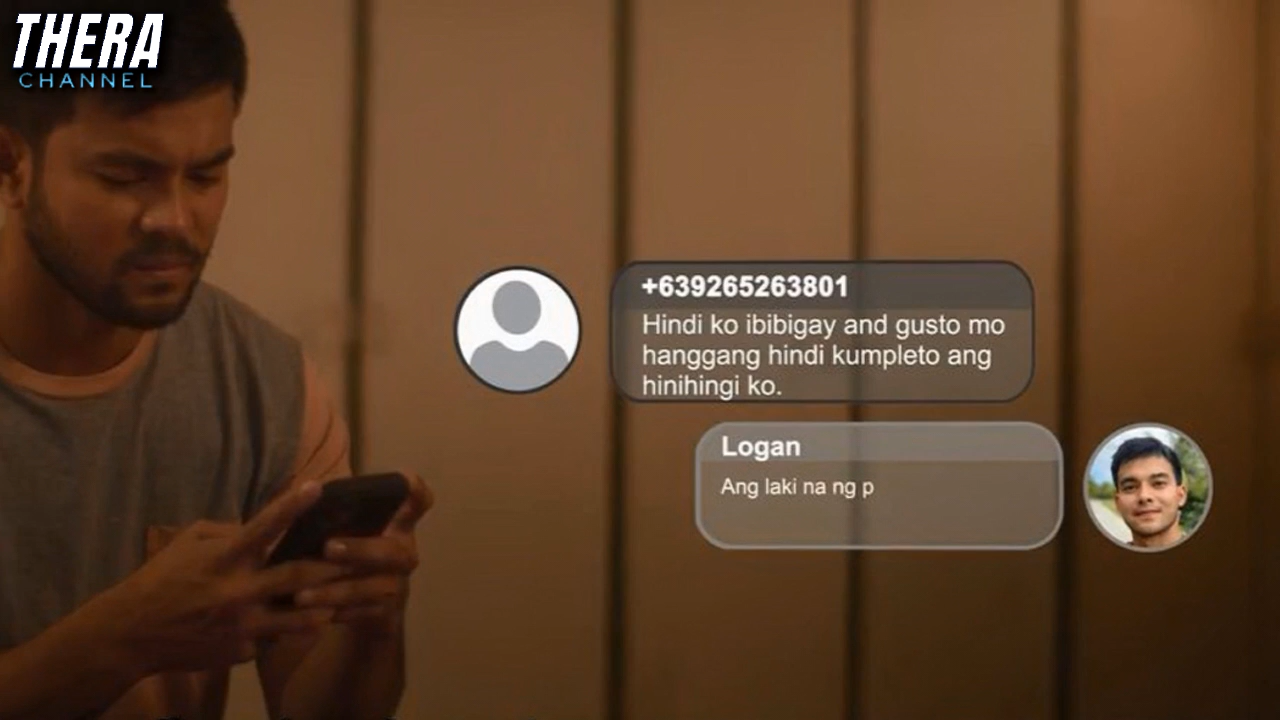 THERA
CHANNEL
+639265263801
Hindi ko ibibigay and gusto mo
hanggang hindi kumpleto ang
hinihingi ko.
Logan
Ang laki na ng p